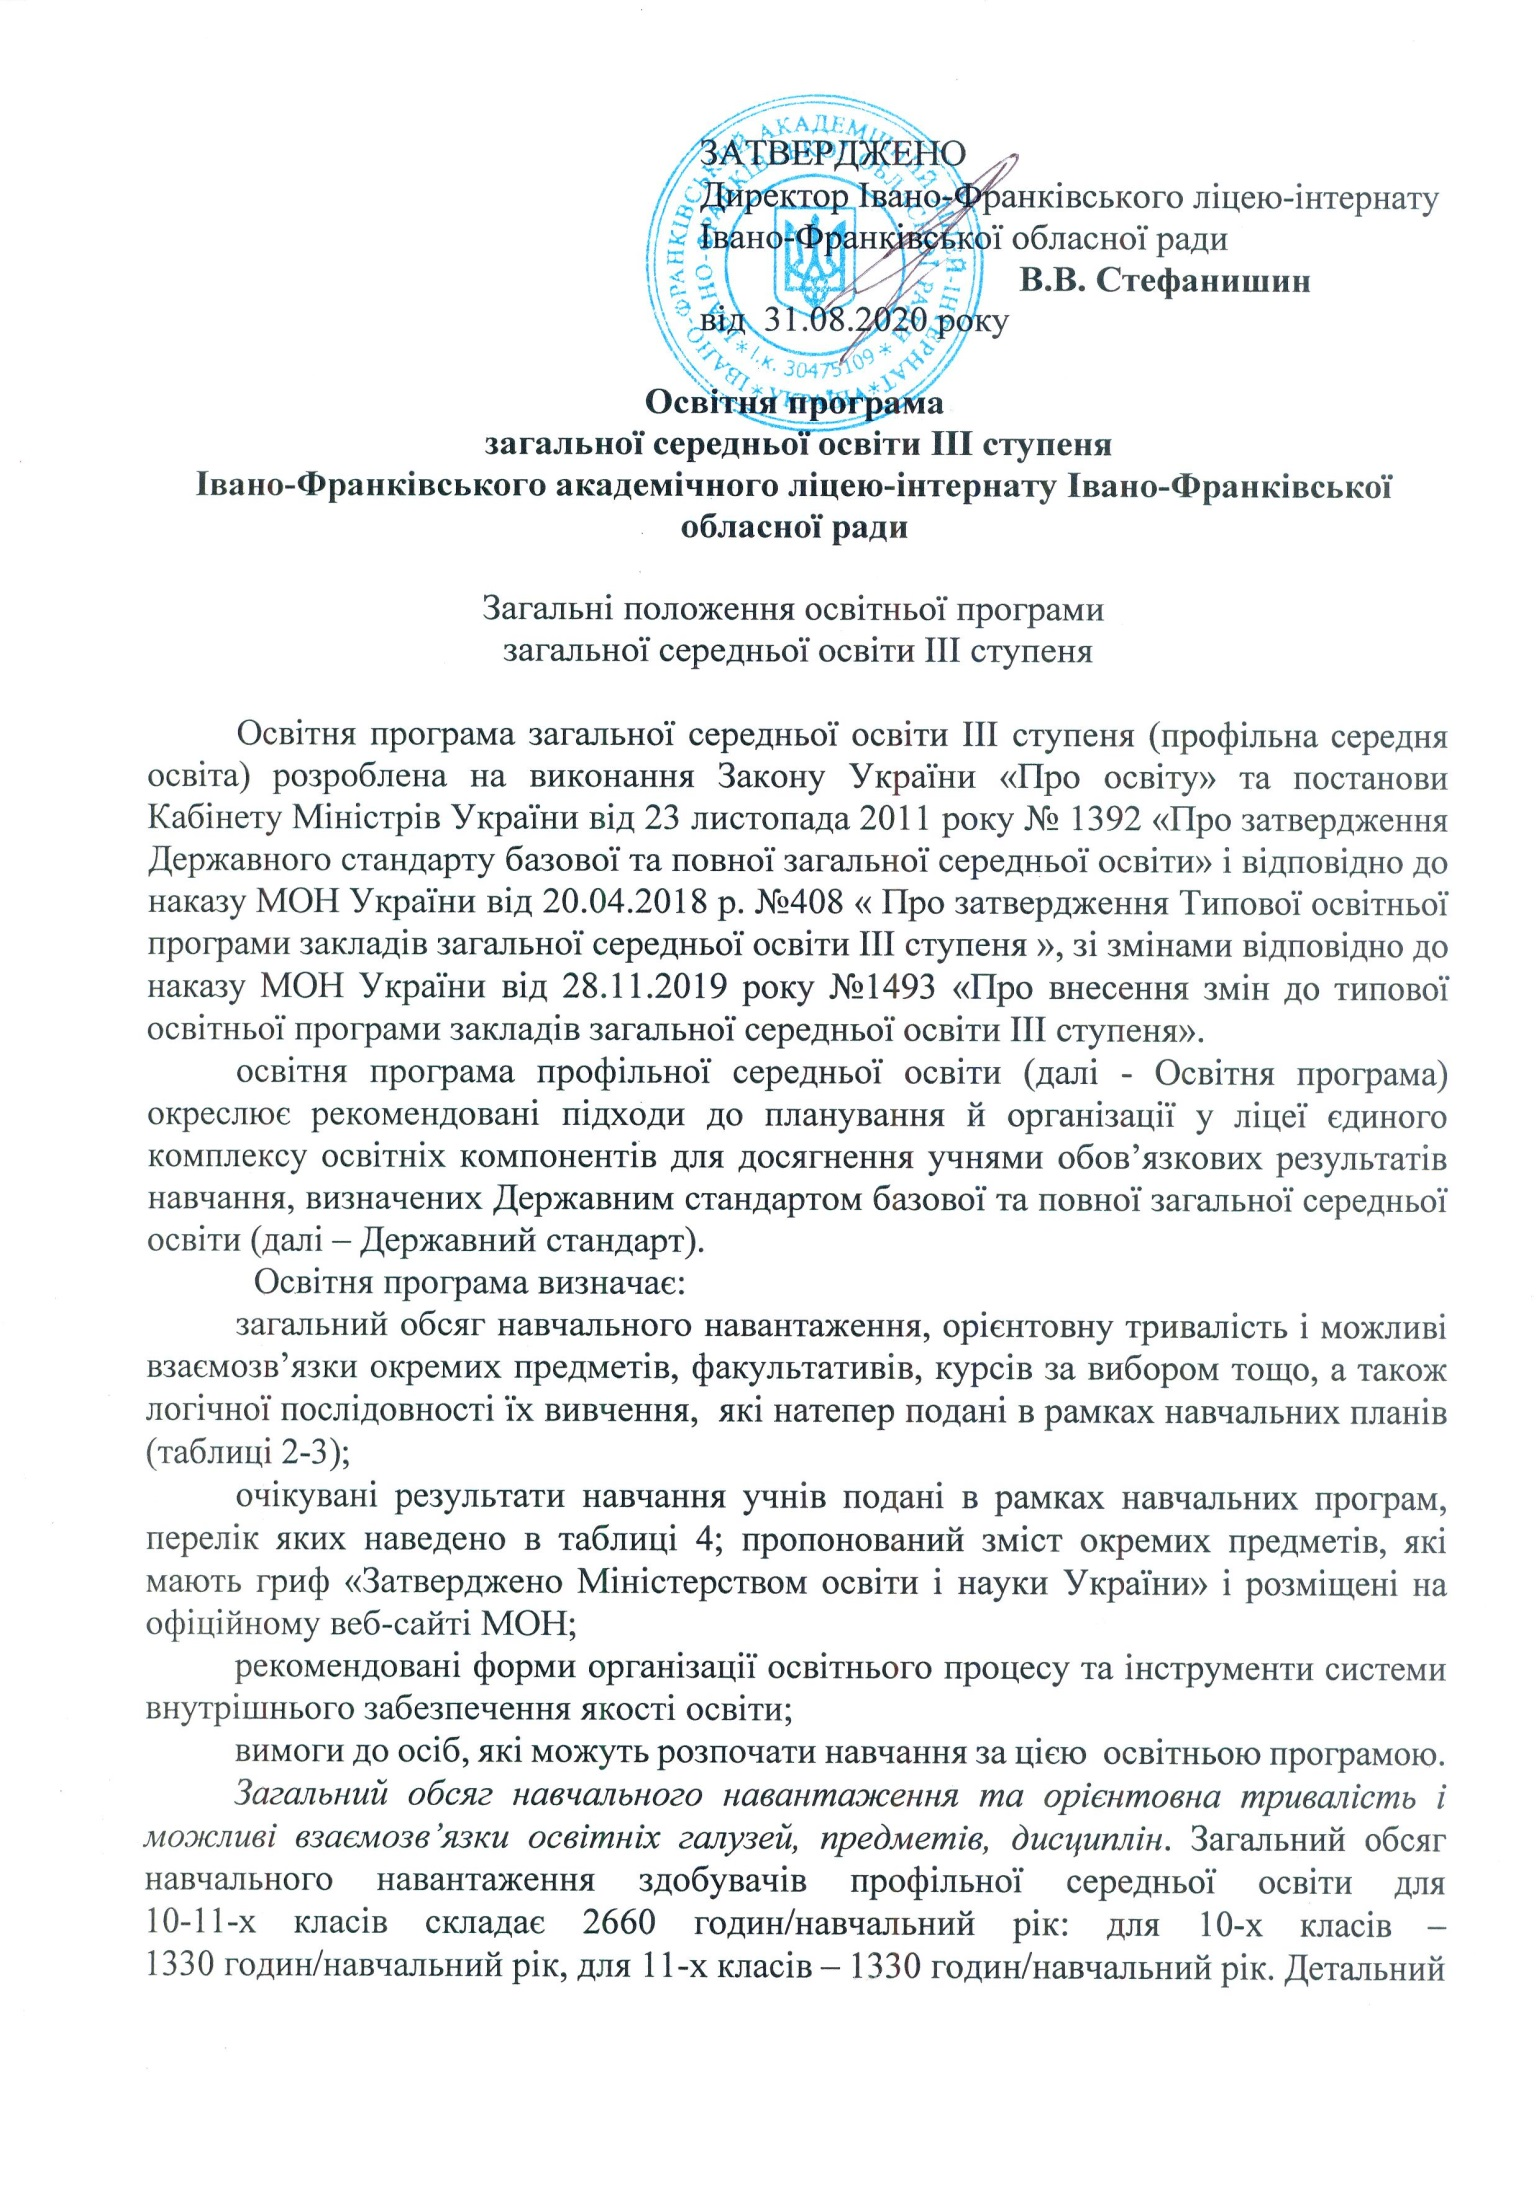 ЗАТВЕРДЖЕНО
Директор Івано-Франківського ліцею-інтернату
Івано-Франківської обласної ради
В.В. Стефанишин
від 31.08.2020 року
ІВАНО-ФРАНКІВСЬКИЙ АКАДЕМІЧНИЙ ЛІЦЕЙ-ІНТЕРНАТ * УКРАЇНА *
ІВАНО-ФРАНКІВСЬКОЇ ОБЛАСНОЇ РАДИ * І.к. 30475109 *
Освітня програма
загальної середньої освіти ІІІ ступеня
Івано-Франківського академічного ліцею-інтернату Івано-Франківської
обласної ради
Загальні положення освітньої програми
загальної середньої освіти ІІІ ступеня
Освітня програма загальної середньої освіти ІІІ ступеня (профільна середня
освіта) розроблена на виконання Закону України «Про освіту» та постанови
Кабінету Міністрів України від 23 листопада 2011 року № 1392 «Про затвердження
Державного стандарту базової та повної загальної середньої освіти» і відповідно до
наказу МОН України від 20.04.2018 р. №408 « Про затвердження Типової освітньої
програми закладів загальної середньої освіти ІІІ ступеня », зі змінами відповідно до
наказу МОН України від 28.11.2019 року №1493 «Про внесення змін до типової
освітньої програми закладів загальної середньої освіти ІІІ ступеня».
освітня програма профільної середньої освіти (далі - Освітня програма)
окреслює рекомендовані підходи до планування й організації у ліцеї єдиного
комплексу освітніх компонентів для досягнення учнями обов’язкових результатів
навчання, визначених Державним стандартом базової та повної загальної середньої
освіти (далі – Державний стандарт).
Освітня програма визначає:
загальний обсяг навчального навантаження, орієнтовну тривалість і можливі
взаємозв’язки окремих предметів, факультативів, курсів за вибором тощо, а також
логічної послідовності їх вивчення, які натепер подані в рамках навчальних планів
(таблиці 2-3);
очікувані результати навчання учнів подані в рамках навчальних програм,
перелік яких наведено в таблиці 4; пропонований зміст окремих предметів, які
мають гриф «Затверджено Міністерством освіти і науки України» і розміщені на
офіційному веб-сайті МОН;
рекомендовані форми організації освітнього процесу та інструменти системи
внутрішнього забезпечення якості освіти;
вимоги до осіб, які можуть розпочати навчання за цією освітньою програмою.
Загальний обсяг навчального навантаження та орієнтовна тривалість і
можливі взаємозв’язки освітніх галузей, предметів, дисциплін. Загальний обсяг
навчального навантаження здобувачів профільної середньої освіти для
10-11-х класів складає 2660 годин/навчальний рік: для 10-х класів –
1330 годин/навчальний рік, для 11-х класів – 1330 годин/навчальний рік. Детальний